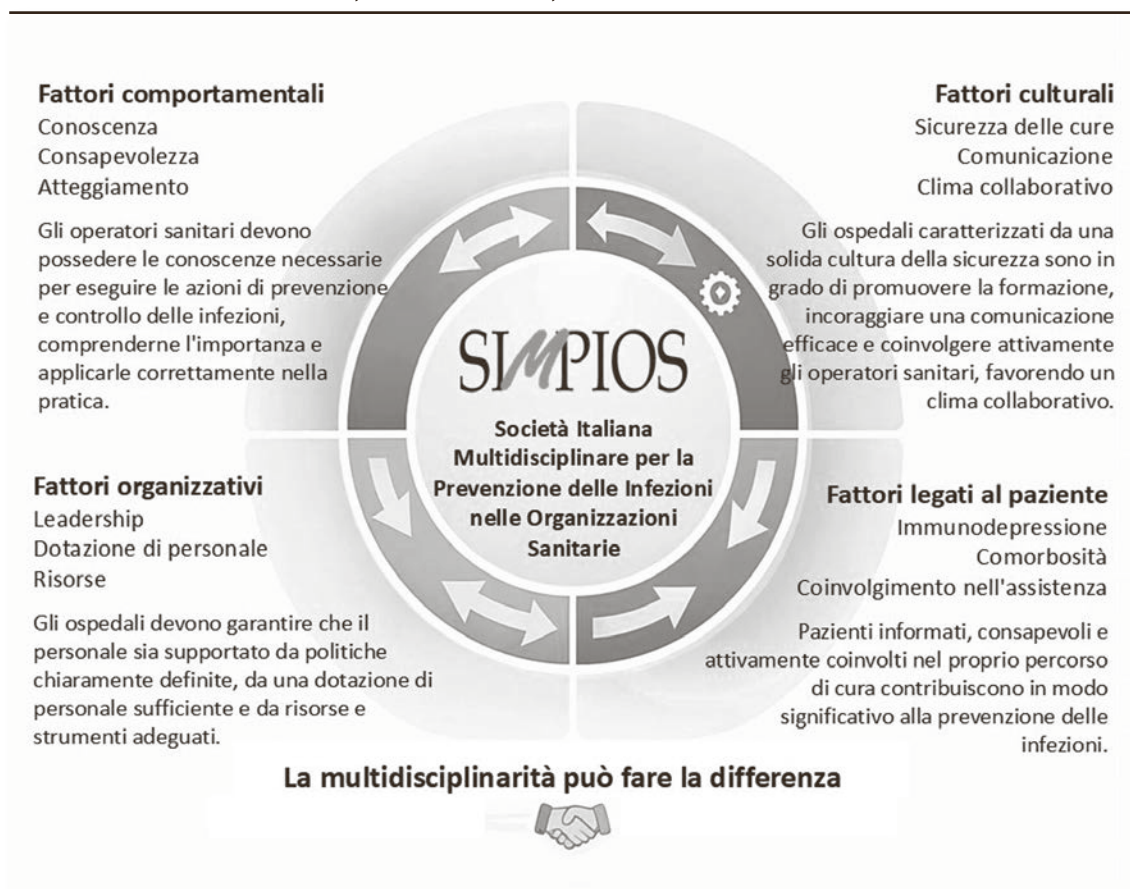 Fattori comportamentali
Conoscenza
Consapevolezza
Atteggiamento
Gli operatori sanitari devono
possedere le conoscenze necessarie
per eseguire le azioni di prevenzione
e controllo delle infezioni,
comprenderne l'importanza e
applicarle correttamente nella
pratica.
Fattori culturali
Sicurezza delle cure
Comunicazione
Clima collaborativo
Gli ospedali caratterizzati da una
solida cultura della sicurezza sono in
grado di promuovere la formazione,
incoraggiare una comunicazione
efficace e coinvolgere attivamente
gli operatori sanitari, favorendo un
clima collaborativo.
SIMPIOS
Società Italiana
Multidisciplinare per la
Prevenzione delle Infezioni
nelle Organizzazioni
Sanitarie
Fattori organizzativi
Leadership
Dotazione di personale
Risorse
Gli ospedali devono garantire che il
personale sia supportato da politiche
chiaramente definite, da una dotazione di
personale sufficiente e da risorse e
strumenti adeguati.
Fattori legati al paziente
Immunodepressione
Comorbosità
Coinvolgimento nell'assistenza
Pazienti informati, consapevoli e
attivamente coinvolti nel proprio percorso
di cura contribuiscono in modo
significativo alla prevenzione delle
infezioni.
La multidisciplinarità può fare la differenza